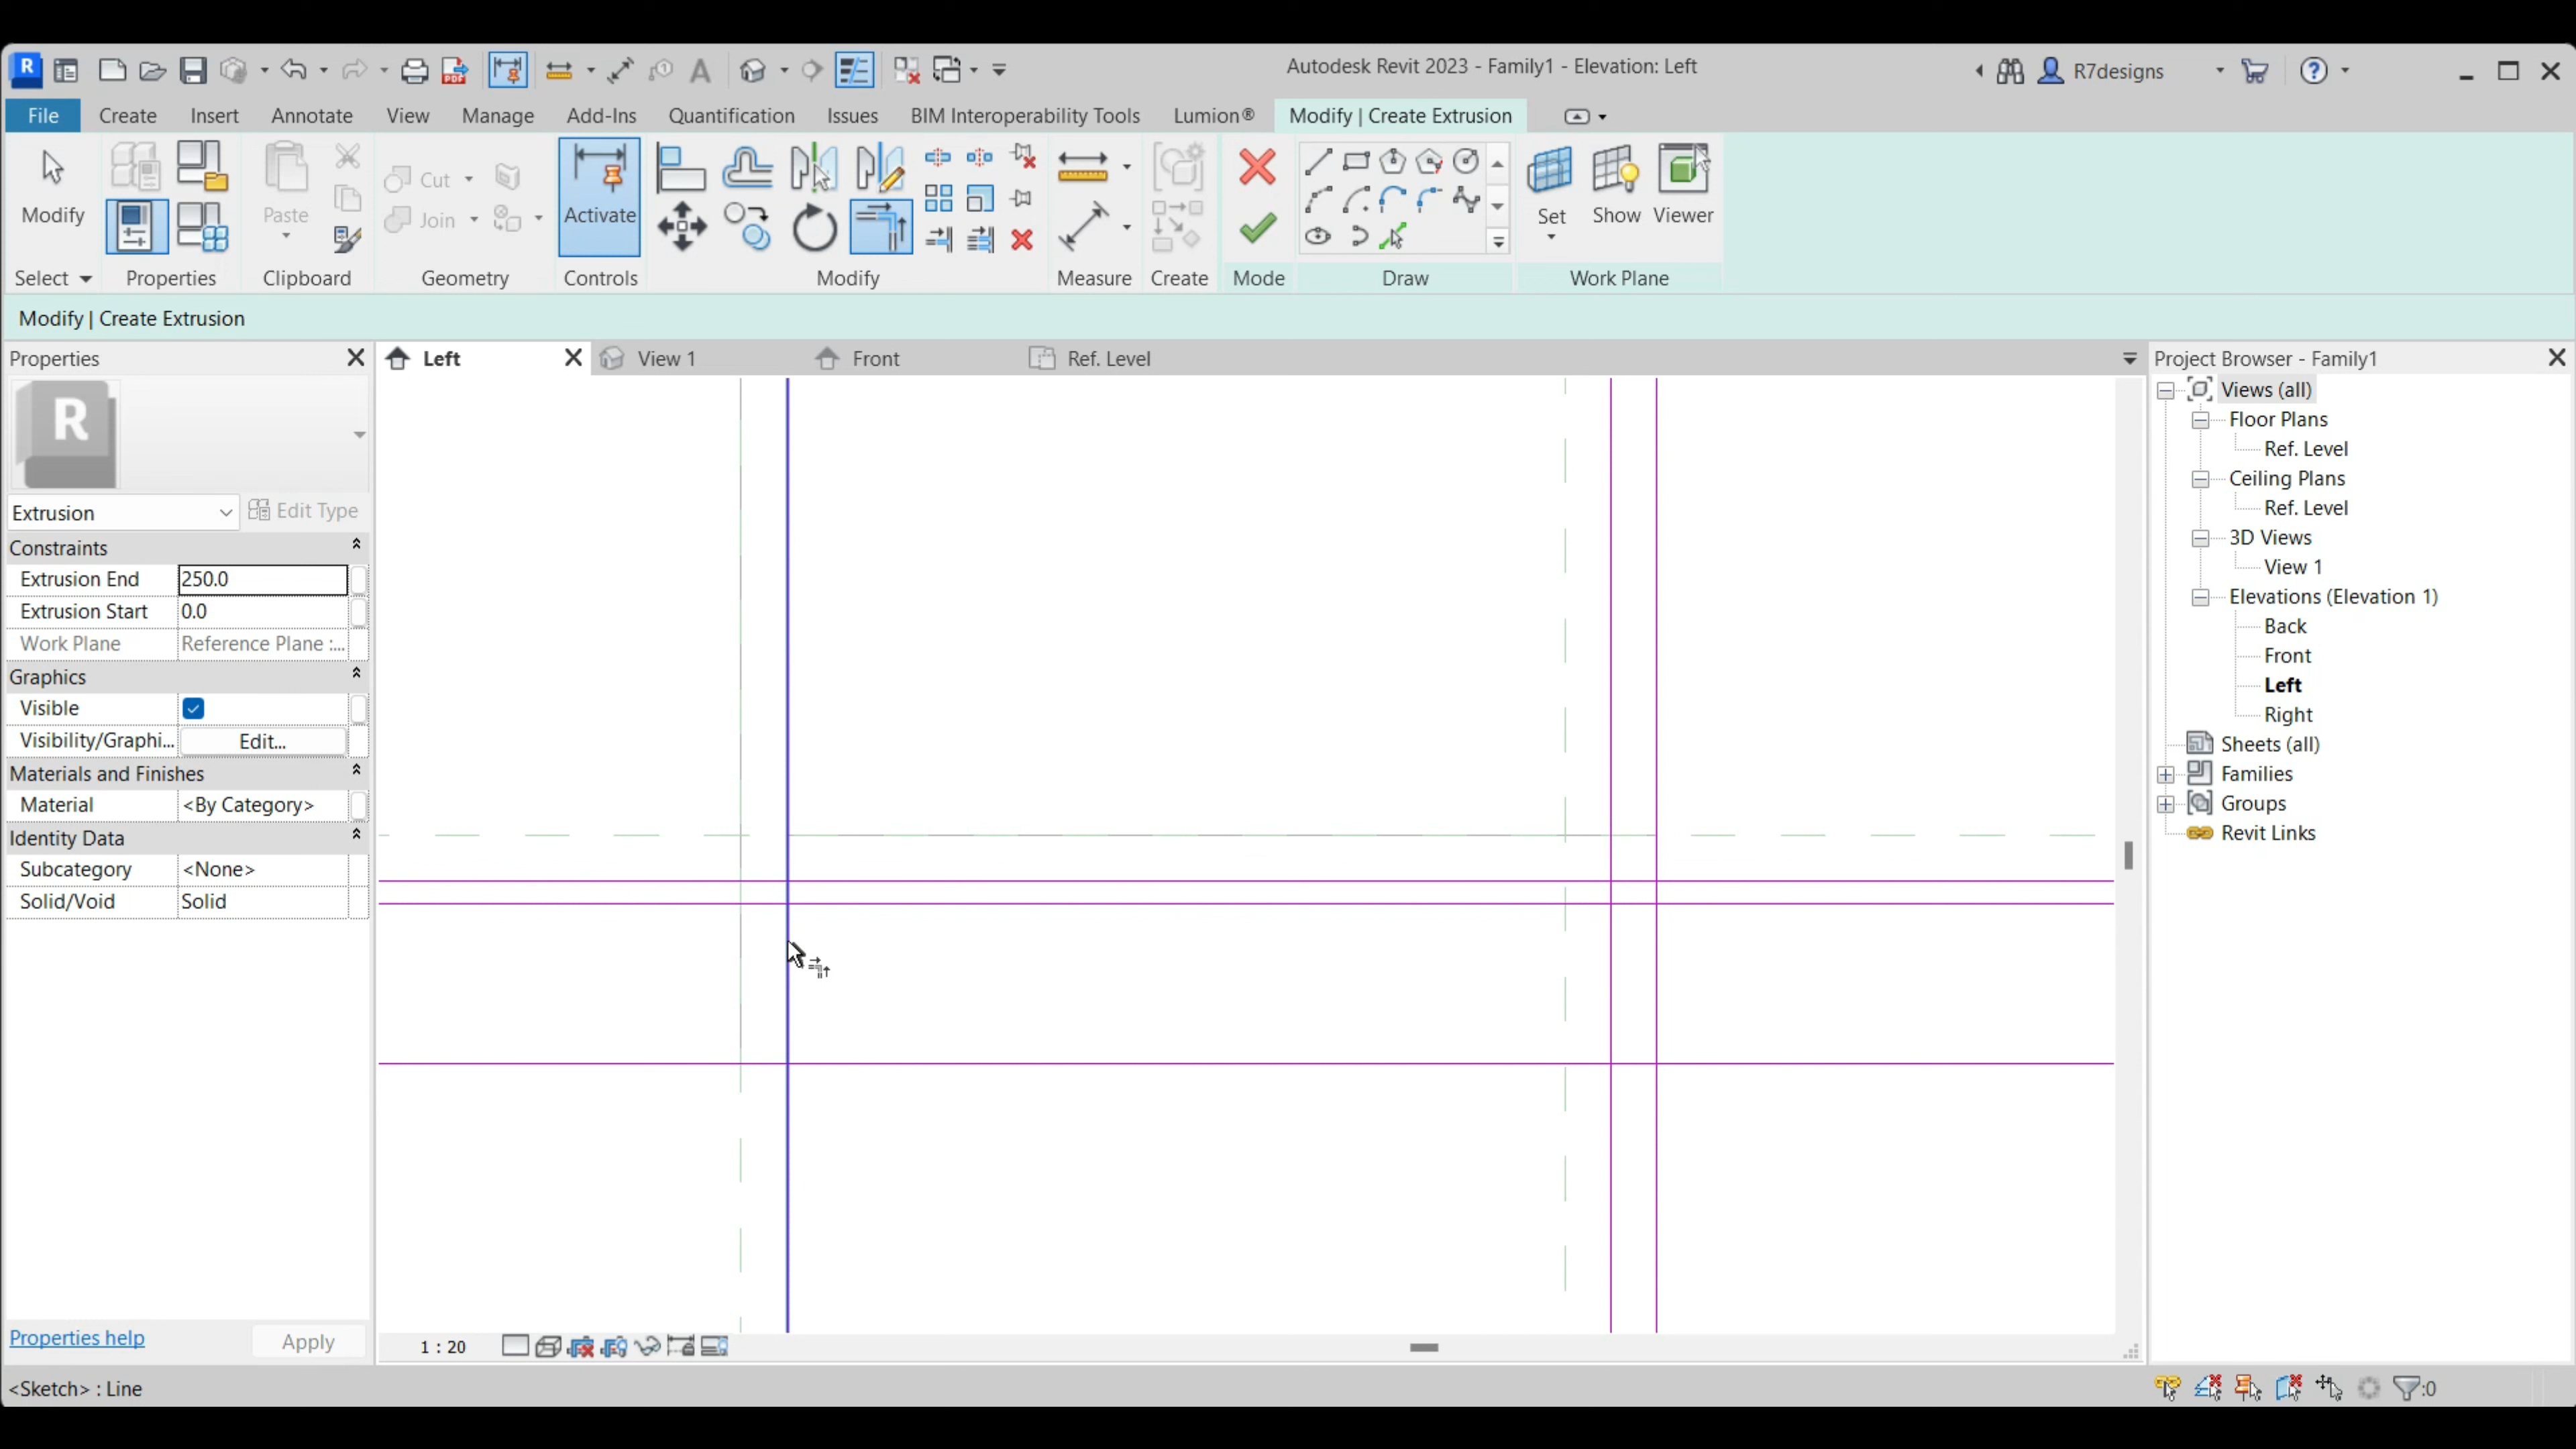 R
Autodesk Revit 2023 - Family1 - Elevation: Left
R7designs
File Create Insert Annotate View Manage Add-Ins Quantification Issues BIM Interoperability Tools Lumion® Modify | Create Extrusion
Modify
Paste
Cut
Join
Activate
Set Show Viewer
Select Properties Clipboard Geometry Controls Modify Measure Create Mode Draw Work Plane
Modify | Create Extrusion
Properties
Left View 1 Front Ref. Level
Project Browser - Family1
R
Extrusion
Edit Type
Constraints
Extrusion End 250.0
Extrusion Start 0.0
Work Plane Reference Plane :...
Graphics
Visible
Visibility/Graphi... Edit...
Materials and Finishes
Material <By Category>
Identity Data
Subcategory <None>
Solid/Void Solid
Properties help
Apply
Views (all)
Floor Plans
Ref. Level
Ceiling Plans
Ref. Level
3D Views
View 1
Elevations (Elevation 1)
Back
Front
Left
Right
Sheets (all)
Families
Groups
Revit Links
1 : 20
<Sketch> : Line
:0